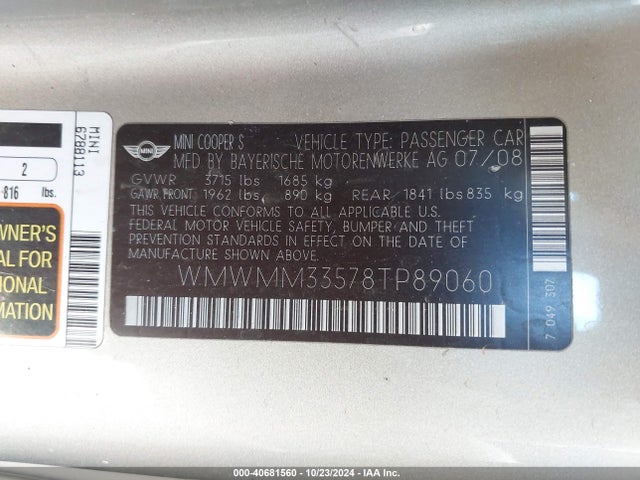 MINI
6788113
2
816 lbs.
WNER'S
AL FOR
IONAL
MATION
MINI
MINI COOPER S VEHICLE TYPE: PASSENGER CAR
MFD BY BAYERISCHE MOTORENWERKE AG 07/08
GVWR 3715 lbs 1685 kg
GAWR FRONT 1962 lbs 890 kg REAR 1841 lbs 835 kg
THIS VEHICLE CONFORMS TO ALL APPLICABLE U.S.
FEDERAL MOTOR VEHICLE SAFETY, BUMPER AND THEFT
PREVENTION STANDARDS IN EFFECT ON THE DATE OF
MANUFACTURE SHOWN ABOVE.
WMWMM33578TP89060
7 049 307
000-40681560 - 10/23/2024 - IAA Inc.